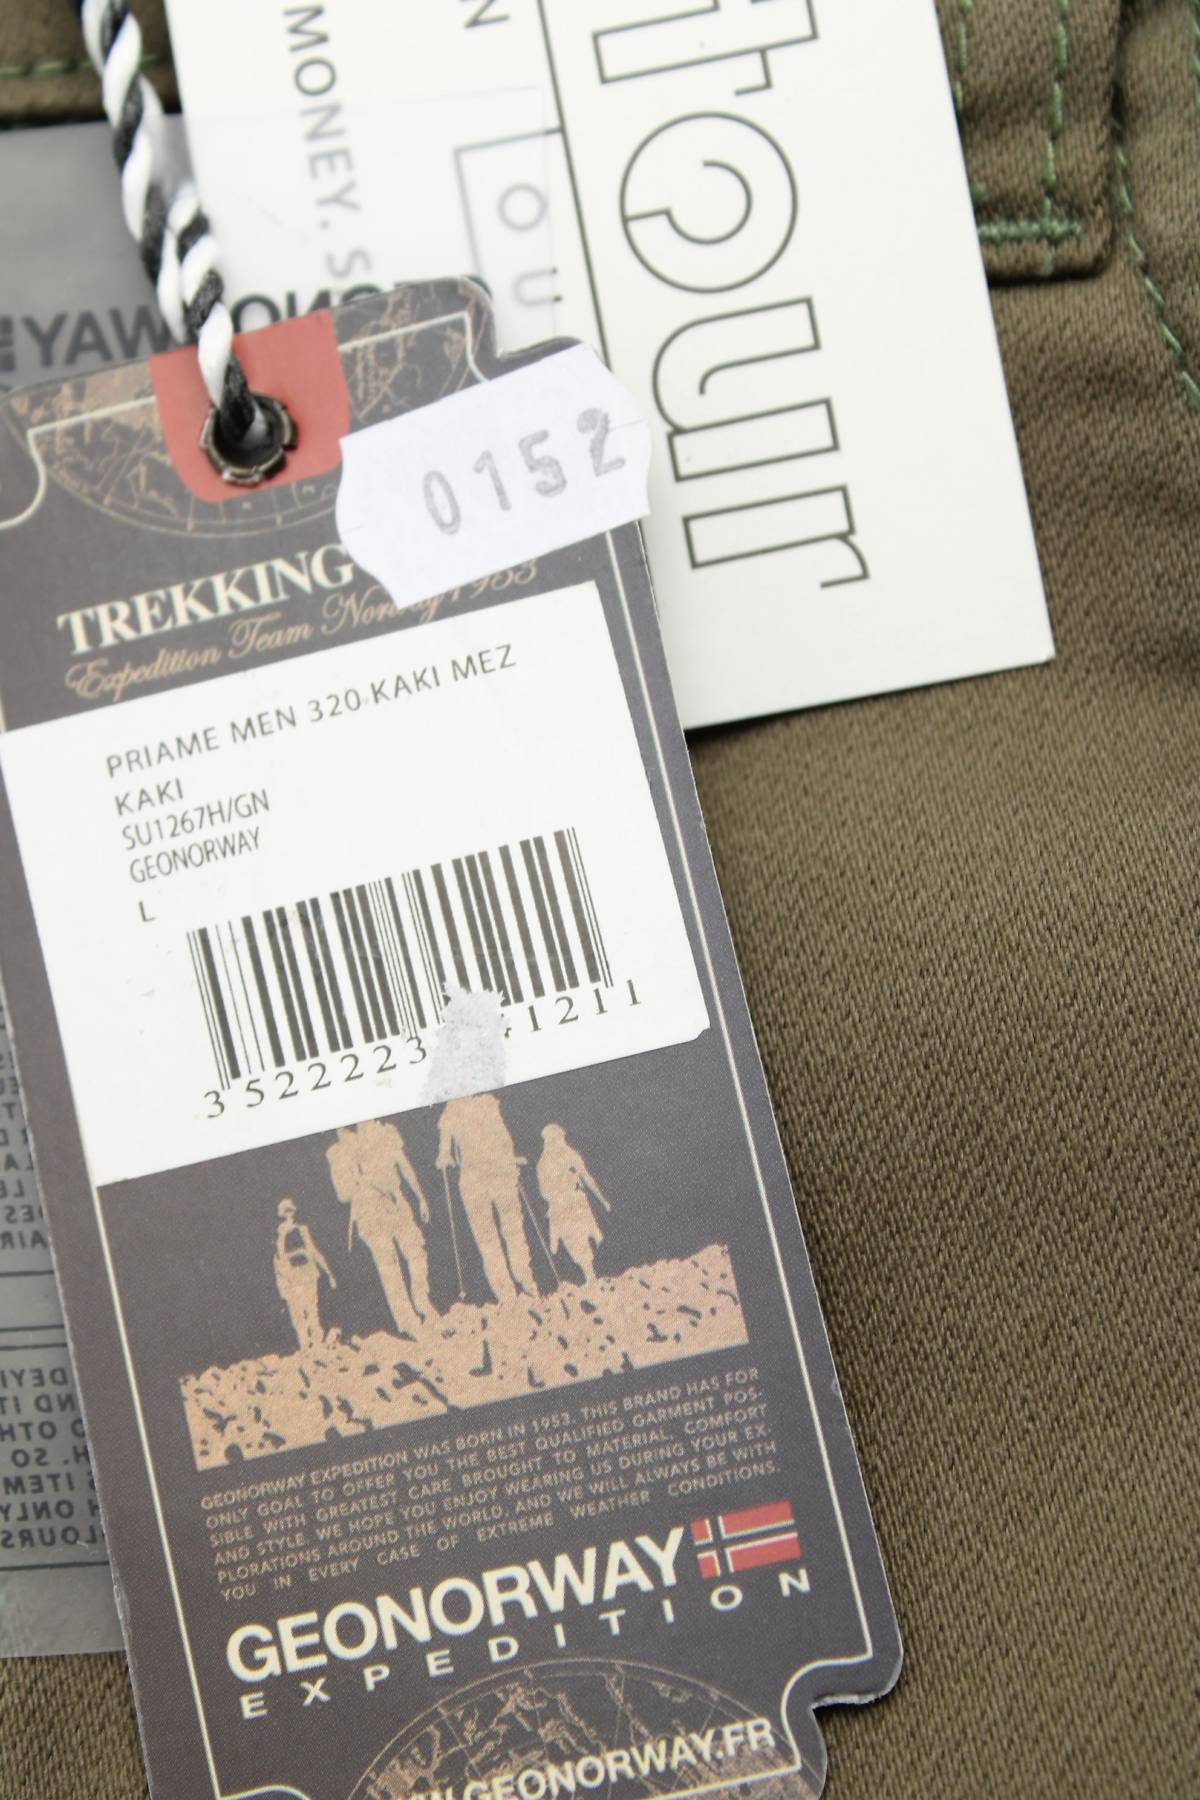 MONEY. S
N
OU
our
0152
TREKKING
Expedition Team Norway 1953
PRIAME MEN 320 KAKI MEZ
KAKI
SU1267H/GN
GEONORWAY
L
3522223 41211
GEONORWAY EXPEDITION WAS BORN IN 1953. THIS BRAND HAS FOR
ONLY GOAL TO OFFER YOU THE BEST QUALIFIED GARMENT POS-
SIBLE WITH GREATEST CARE BROUGHT TO MATERIAL, COMFORT
AND STYLE. WE HOPE YOU ENJOY WEARING US DURING YOUR EX-
PLORATIONS AROUND THE WORLD, AND WE WILL ALWAYS BE WITH
YOU IN EVERY CASE OF EXTREME WEATHER CONDITIONS.
GEONORWAY
EXPEDITION
W.GEONORWAY.FR